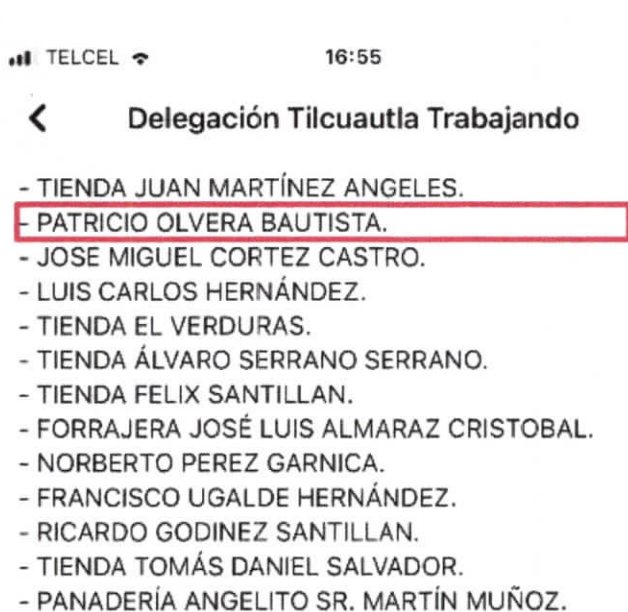 TELCEL 16:55
Delegación Tilcuautla Trabajando
- TIENDA JUAN MARTÍNEZ ANGELES.
- PATRICIO OLVERA BAUTISTA.
- JOSE MIGUEL CORTEZ CASTRO.
- LUIS CARLOS HERNÁNDEZ.
- TIENDA EL VERDURAS.
- TIENDA ÁLVARO SERRANO SERRANO.
- TIENDA FELIX SANTILLAN.
- FORRAJERA JOSÉ LUIS ALMARAZ CRISTOBAL.
- NORBERTO PEREZ GARNICA.
- FRANCISCO UGALDE HERNÁNDEZ.
- RICARDO GODINEZ SANTILLAN.
- TIENDA TOMÁS DANIEL SALVADOR.
- PANADERÍA ANGELITO SR. MARTÍN MUÑOZ.